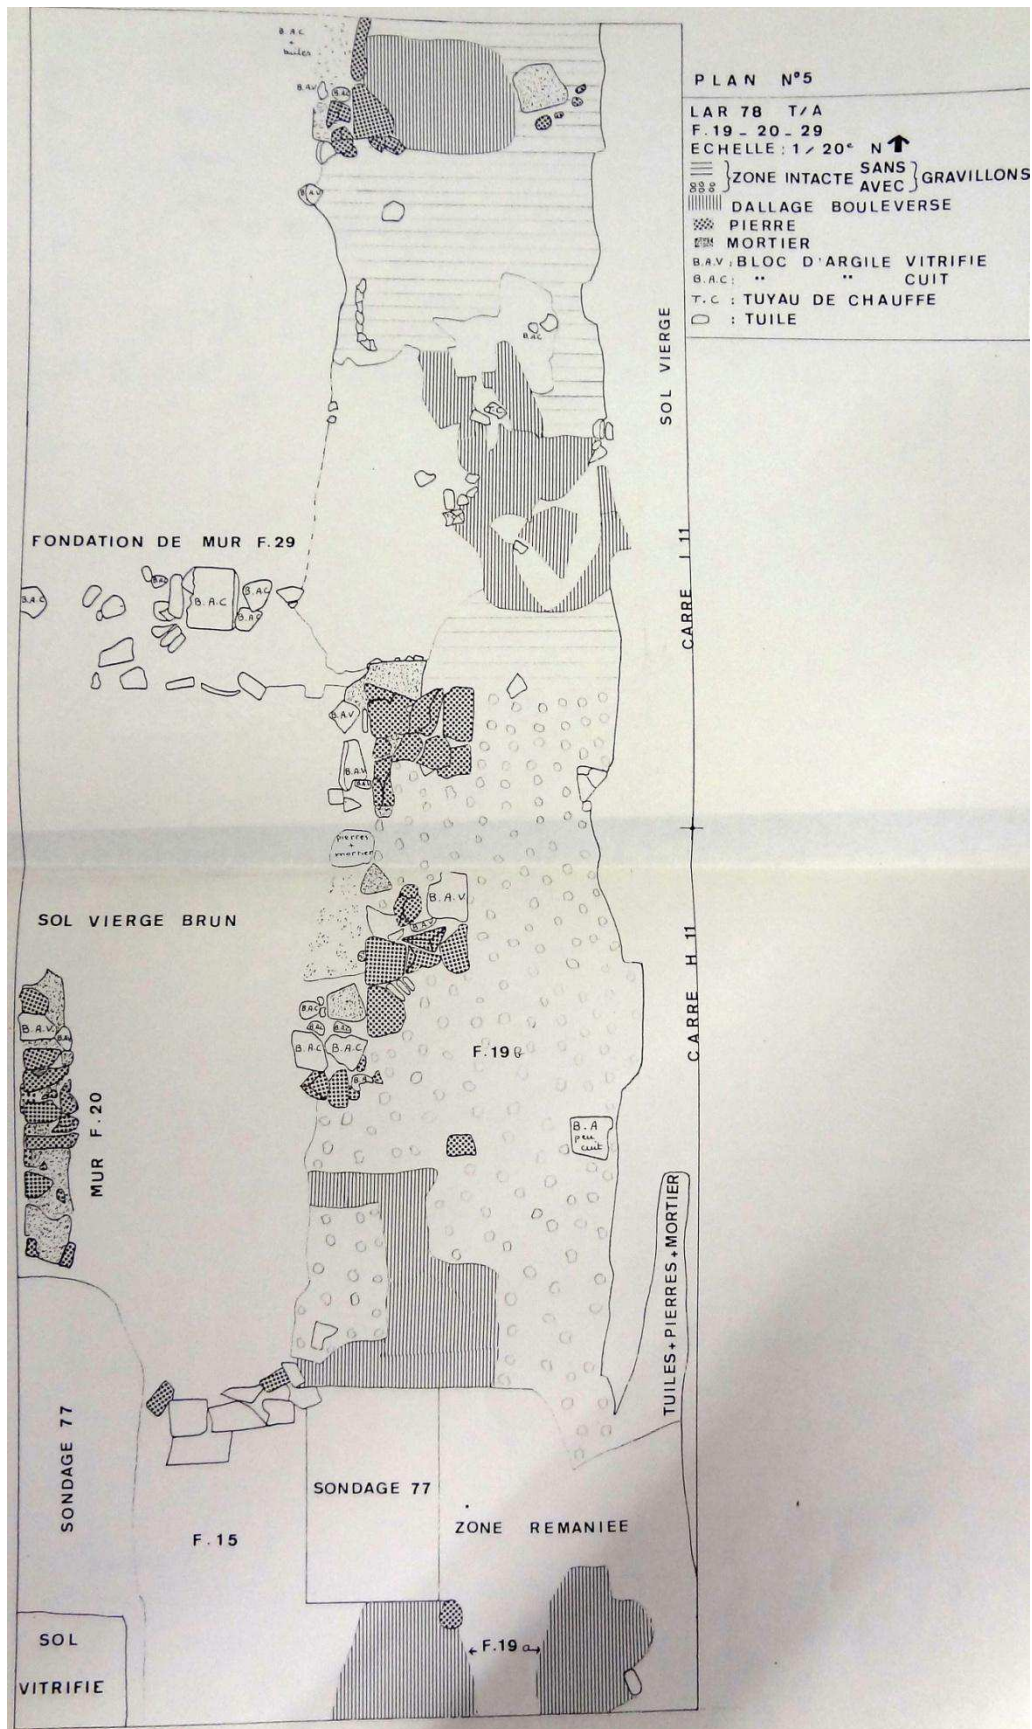 PLAN N°5
LAR 78 T/A
F.19 - 20 - 29
ECHELLE : 1/20e N
ZONE INTACTE SANS AVEC GRAVILLONS
DALLAGE BOULEVERSE
PIERRE
MORTIER
B.A.V : BLOC D'ARGILE VITRIFIE
B.A.C : " " CUIT
T.C : TUYAU DE CHAUFFE
: TUILE
B.A.C
+
tuiles
B.A.V
B.A.C
B.A.V
B.A.C
T.C
SOL VIERGE
CARRE I 11
FONDATION DE MUR F.29
B.A.C
B.A.C
B.A.C
B.A.C
B.A.C
B.A.V
B.A.V
B.A.V
pierres
+
mortier
B.A.V
B.A.V
SOL VIERGE BRUN
CARRE H 11
B.A.V.
B.A.C
B.A.C
B.A.C
F.19b
MUR F.20
B.A
peu
cuit
TUILES + PIERRES + MORTIER
SONDAGE 77
SONDAGE 77
F.15
ZONE REMANIEE
F.19a
SOL
VITRIFIE